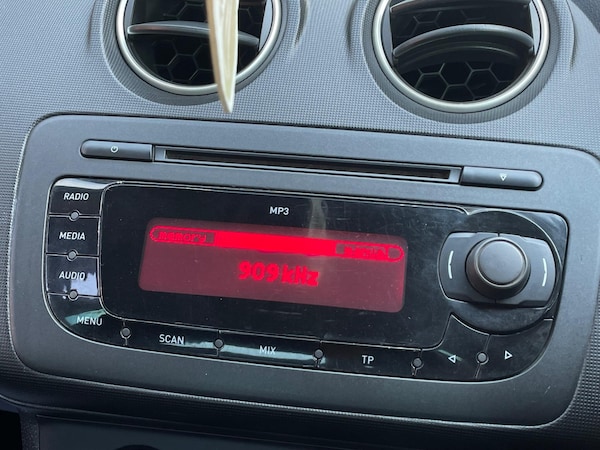 MP3
RADIO
MEDIA
AUDIO
MENU
909 kHz
SCAN
MIX
TP